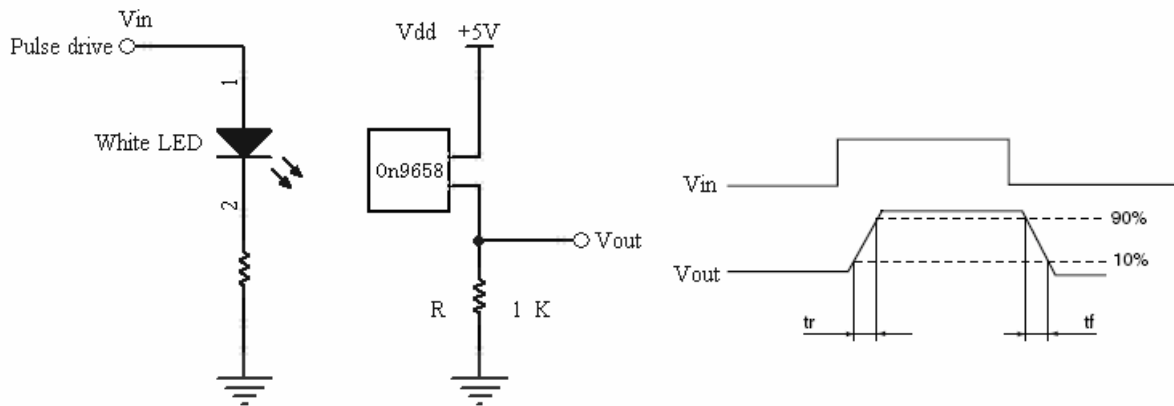 Vin
Pulse drive
1
White LED
2
Vdd +5V
On9658
Vout
R 1 K
Vin
90%
10%
Vout
tr
tf